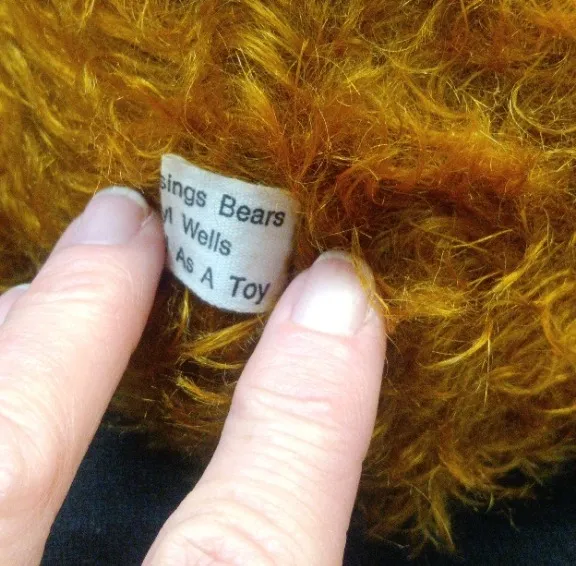 sings Bears
Wells
As A Toy